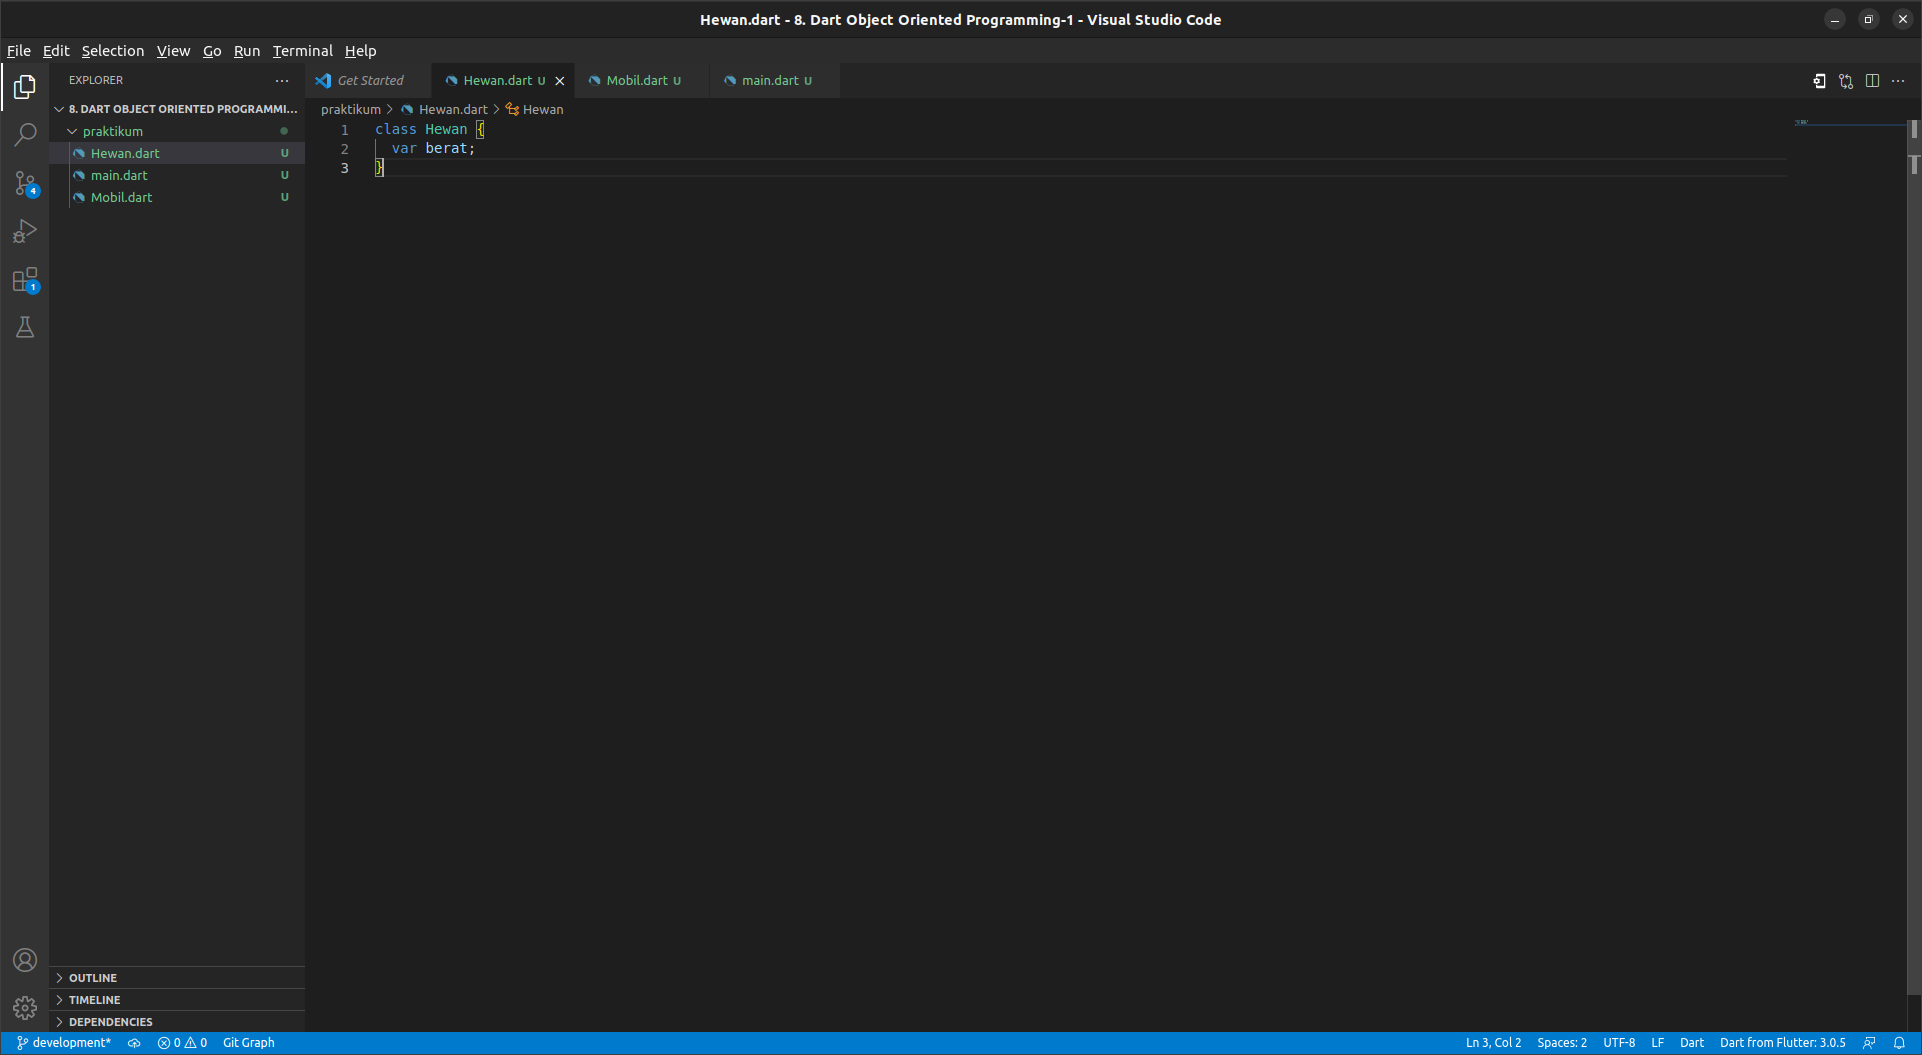 Hewan.dart - 8. Dart Object Oriented Programming-1 - Visual Studio Code
File Edit Selection View Go Run Terminal Help
EXPLORER
8. DART OBJECT ORIENTED PROGRAMMI...
praktikum
Hewan.dart U
main.dart U
Mobil.dart U
4
1
Get Started Hewan.dart U Mobil.dart U main.dart U
praktikum > Hewan.dart > Hewan
1 class Hewan {
2 var berat;
3 }
OUTLINE
TIMELINE
DEPENDENCIES
development* 0 0 Git Graph Ln 3, Col 2 Spaces: 2 UTF-8 LF Dart Dart from Flutter: 3.0.5